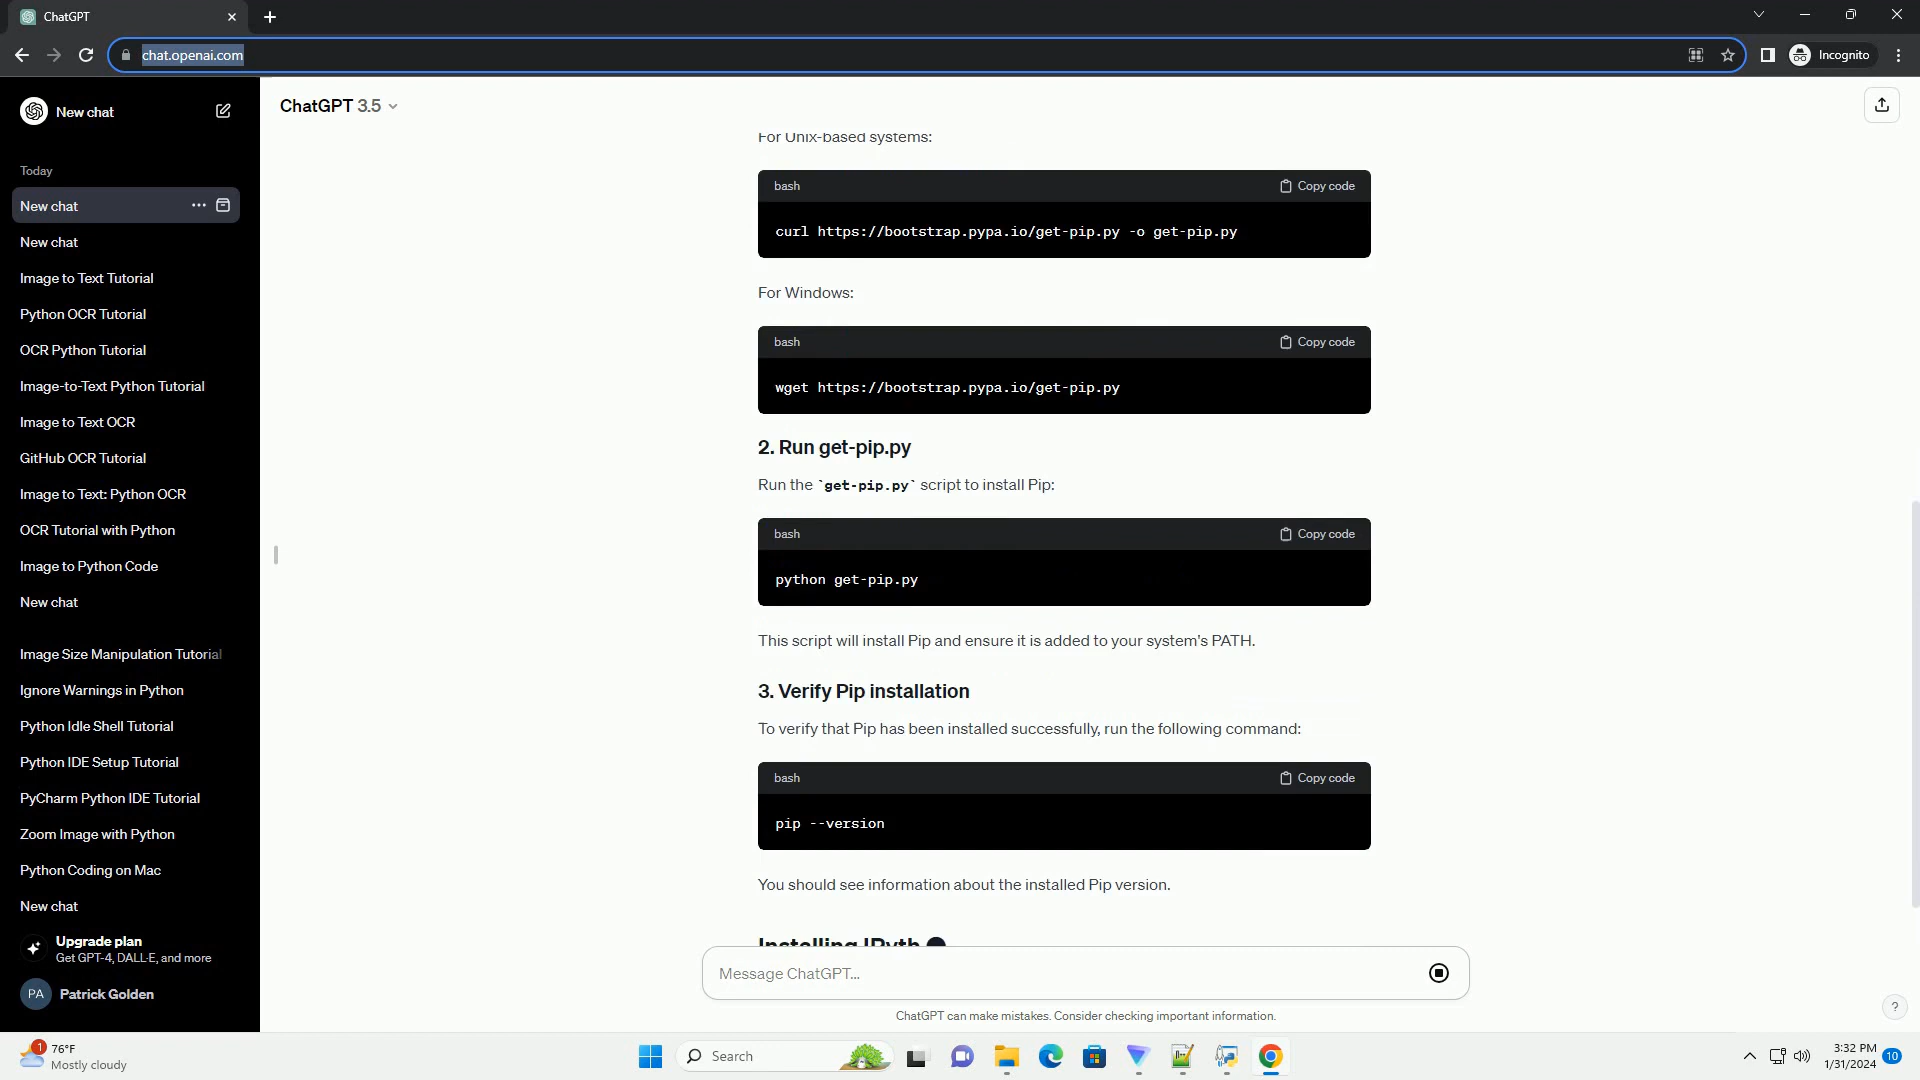 ChatGPT
chat.openai.com
Incognito
New chat
Today
New chat
New chat
Image to Text Tutorial
Python OCR Tutorial
OCR Python Tutorial
Image-to-Text Python Tutorial
Image to Text OCR
GitHub OCR Tutorial
Image to Text: Python OCR
OCR Tutorial with Python
Image to Python Code
New chat
Image Size Manipulation Tutorial
Ignore Warnings in Python
Python Idle Shell Tutorial
Python IDE Setup Tutorial
PyCharm Python IDE Tutorial
Zoom Image with Python
Python Coding on Mac
New chat
Upgrade plan
Get GPT-4, DALL·E, and more
PA Patrick Golden
ChatGPT 3.5
For Unix-based systems:
bash Copy code
curl https://bootstrap.pypa.io/get-pip.py -o get-pip.py
For Windows:
bash Copy code
wget https://bootstrap.pypa.io/get-pip.py
2. Run get-pip.py
Run the `get-pip.py` script to install Pip:
bash Copy code
python get-pip.py
This script will install Pip and ensure it is added to your system's PATH.
3. Verify Pip installation
To verify that Pip has been installed successfully, run the following command:
bash Copy code
pip --version
You should see information about the installed Pip version.
Installing IPyth
Message ChatGPT...
ChatGPT can make mistakes. Consider checking important information.
?
1
76°F
Mostly cloudy
Search
3:32 PM
1/31/2024
10